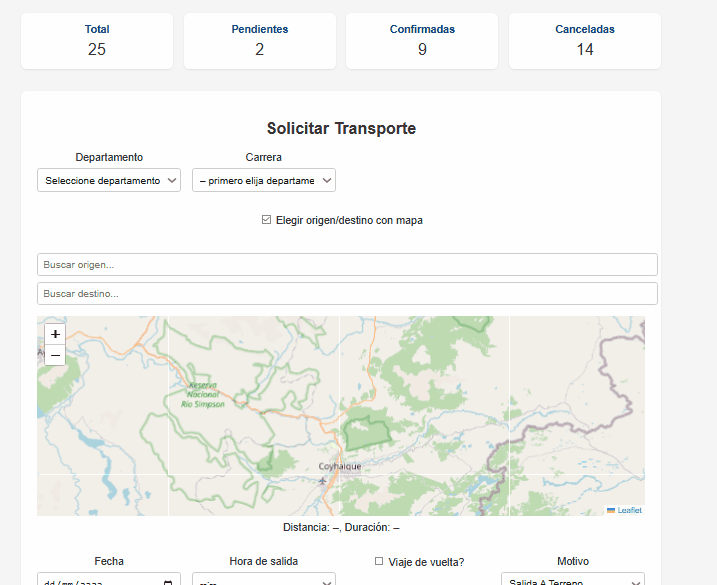 Total
25
Pendientes
2
Confirmadas
9
Canceladas
14
Solicitar Transporte
Departamento
Carrera
Seleccione departamento
-- primero elija departame
Elegir origen/destino con mapa
Buscar origen...
Buscar destino...
+
−
Reserva
Nacional
Río Simpson
Coyhaique
Leaflet
Distancia: –, Duración: –
Fecha
Hora de salida
Viaje de vuelta?
Motivo
dd/mm/aaaa
--:--
Salida A Terreno